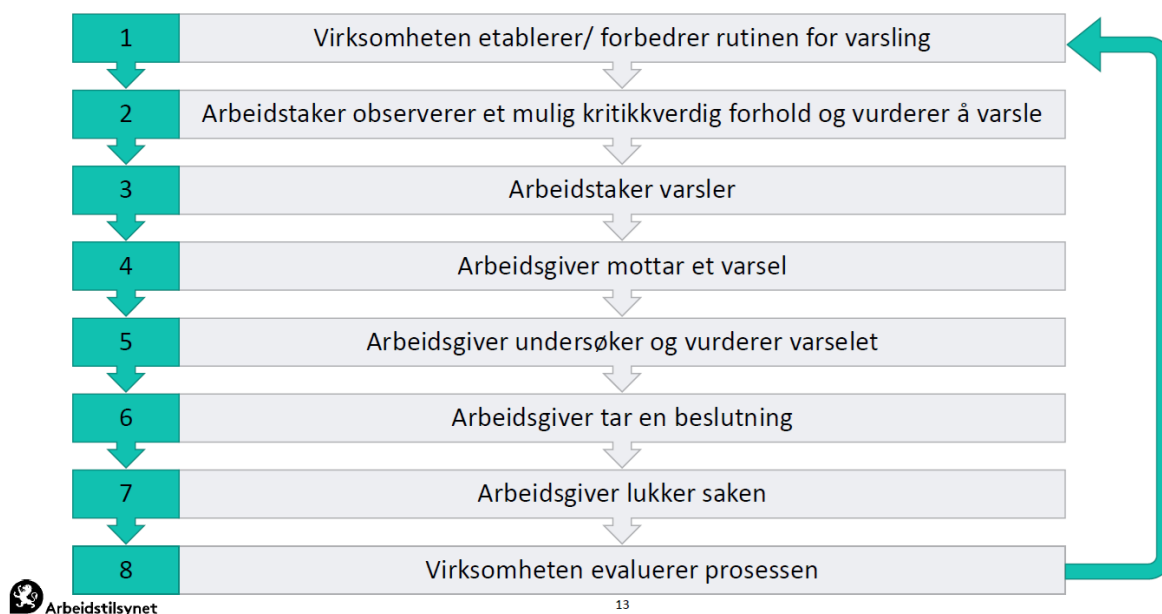 1 Virksomheten etablerer/ forbedrer rutinen for varsling
2 Arbeidstaker observerer et mulig kritikkverdig forhold og vurderer å varsle
3 Arbeidstaker varsler
4 Arbeidsgiver mottar et varsel
5 Arbeidsgiver undersøker og vurderer varselet
6 Arbeidsgiver tar en beslutning
7 Arbeidsgiver lukker saken
8 Virksomheten evaluerer prosessen
Arbeidstilsynet
13